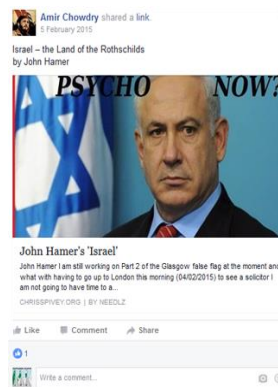 Amir Chowdry shared a link.
5 February 2015
Israel – the Land of the Rothschilds
by John Hamer
PSYCHO NOW?
John Hamer's 'Israel'
John Hamer I am still working on Part 2 of the Glasgow false flag at the moment and
what with having to go up to London this morning (04/02/2015) to see a solicitor I
am not going to have time to a...
CHRISSPIVEY.ORG | BY NEEDLZ
Like Comment Share
1
Write a comment...